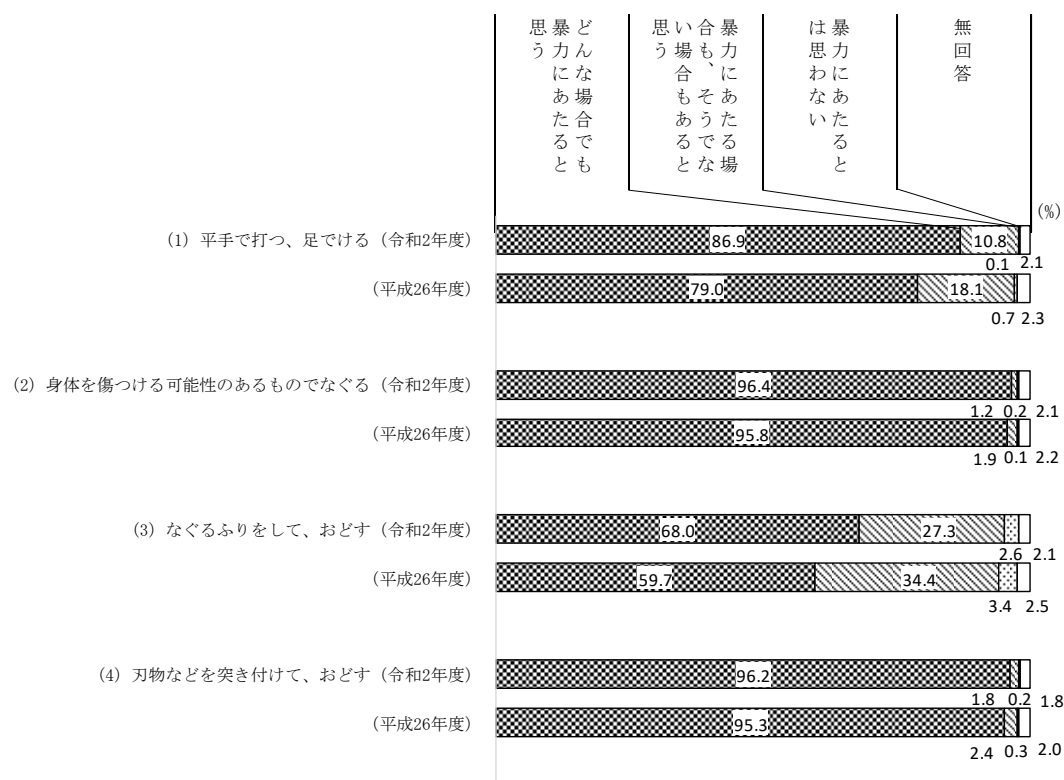 どんな場合でも
暴力にあたると
思う
暴力にあたる場
合も、そうでな
い場合もあると
思う
暴力にあたると
は思わない
無回答
(%)
(1) 平手で打つ、足でける（令和2年度）
86.9
10.8
0.1 2.1
（平成26年度）
79.0
18.1
0.7 2.3
(2) 身体を傷つける可能性のあるものでなぐる（令和2年度）
96.4
1.2 0.2 2.1
（平成26年度）
95.8
1.9 0.1 2.2
(3) なぐるふりをして、おどす（令和2年度）
68.0
27.3
2.6 2.1
（平成26年度）
59.7
34.4
3.4 2.5
(4) 刃物などを突き付けて、おどす（令和2年度）
96.2
1.8 0.2 1.8
（平成26年度）
95.3
2.4 0.3 2.0